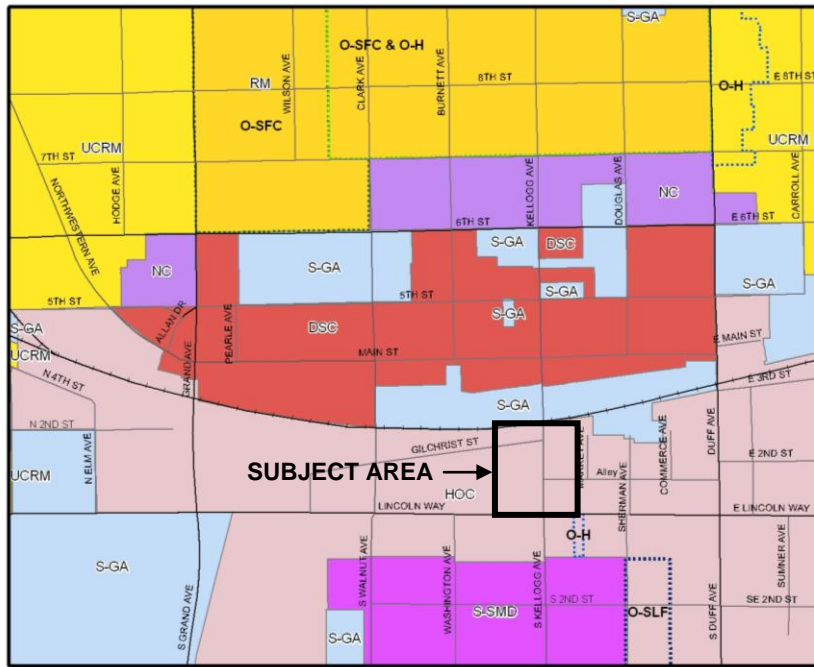 S-GA
O-SFC & O-H
WILSON AVE
CLARK AVE
BURNETT AVE
8TH ST
E 8TH ST
RM
O-H
O-SFC
UCRM
UCRM
7TH ST
HODGE AVE
NORTHWESTERN AVE
KELLOGG AVE
DOUGLAS AVE
NC
CARROLL AVE
6TH ST
E 6TH ST
NC
S-GA
S-GA
DSC
S-GA
5TH ST
5TH ST
S-GA
S-GA
S-GA
ALLAN DR
PEARLE AVE
DSC
MAIN ST
E MAIN ST
UCRM
GRAND AVE
N 4TH ST
E 3RD ST
S-GA
N 2ND ST
GILCHRIST ST
MARKET AVE
COMMERCE AVE
DUFF AVE
E 2ND ST
N ELM AVE
UCRM
SUBJECT AREA
Alley
SHERMAN AVE
HOC
LINCOLN WAY
E LINCOLN WAY
O-H
S-GA
S WALNUT AVE
WASHINGTON AVE
S KELLOGG AVE
SUMNER AVE
S GRAND AVE
S 2ND ST
SE 2ND ST
S-SMD
O-SLF
S DUFF AVE
S-GA